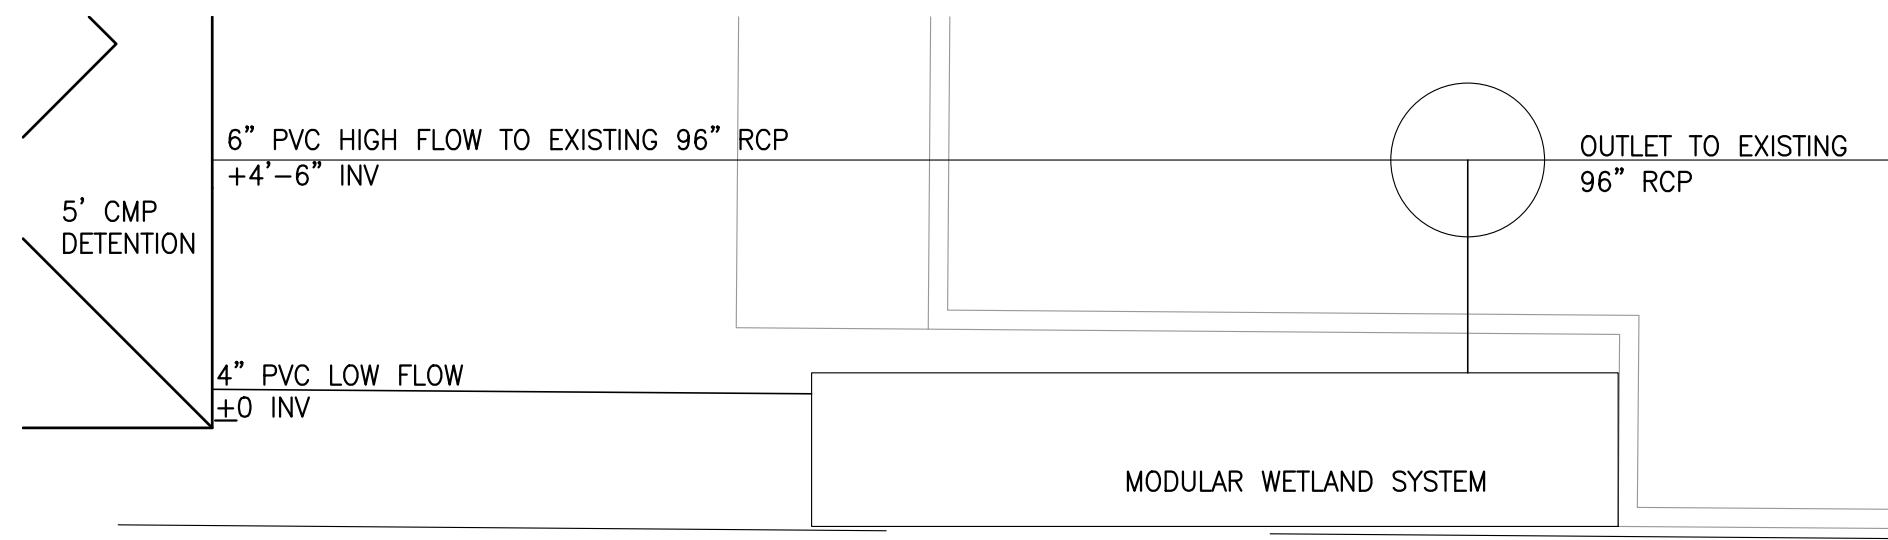 6” PVC HIGH FLOW TO EXISTING 96” RCP
+4'-6” INV
OUTLET TO EXISTING
96” RCP
5' CMP
DETENTION
4” PVC LOW FLOW
±0 INV
MODULAR WETLAND SYSTEM